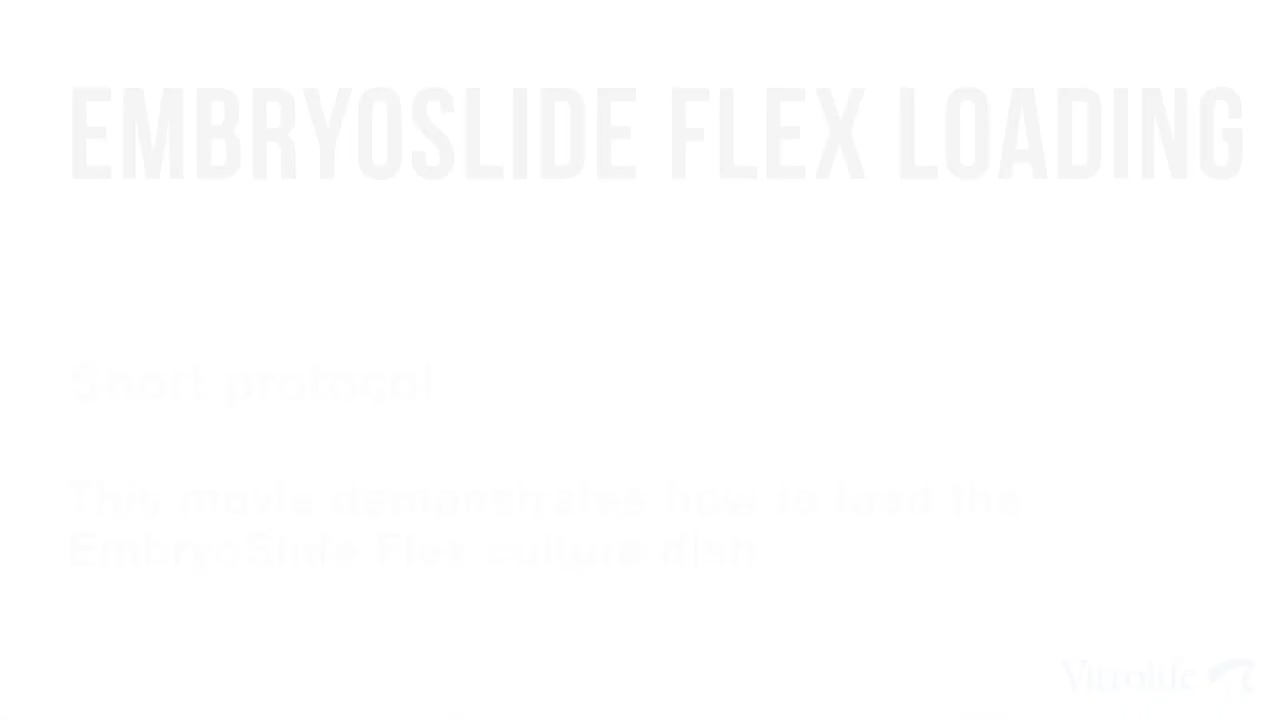 EMBRYOSLIDE FLEX LOADING
Short protocol
This movie demonstrates how to load the
EmbryoSlide Flex culture dish
Vitrolife